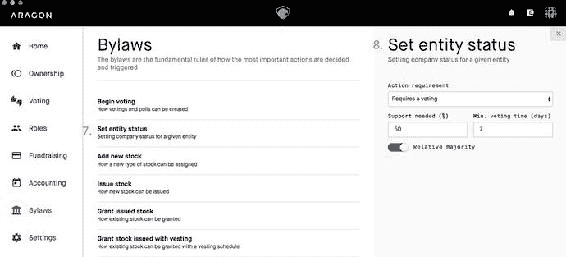 ARAGON
Home
Ownership
Voting
Roles
Fundraising
Accounting
Bylaws
Settings
Bylaws
The bylaws are the fundamental rules of how the most important actions are decided
and triggered
Begin voting
How votings and polls can be created
7.
Set entity status
Setting company status for a given entity
Add new stock
How a new type of stock can be assigned
Issue stock
How new stock can be issued
Grant issued stock
How existing stock can be granted
Grant stock issued with vesting
How existing stock can be granted with a vesting schedule
8. Set entity status
Setting company status for a given entity
Action requirement
Requires a voting
Support needed (%)
Min. voting time (days)
50
Relative majority